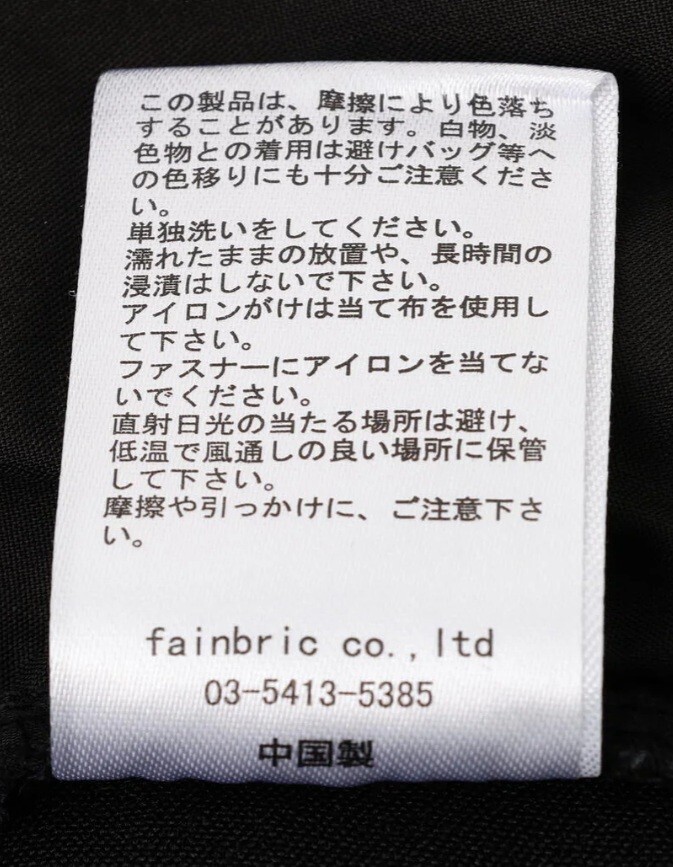 この製品は、摩擦により色落ち
することがあります。白物、淡
色物との着用は避けバッグ等へ
の色移りにも十分ご注意くださ
い。
単独洗いをしてください。
濡れたままの放置や、長時間の
浸漬はしないで下さい。
アイロンがけは当て布を使用し
て下さい。
ファスナーにアイロンを当てな
いでください。
直射日光の当たる場所は避け、
低温で風通しの良い場所に保管
して下さい。
摩擦や引っかけに、ご注意下さ
い。
fainbric co.,ltd
03-5413-5385
中国製